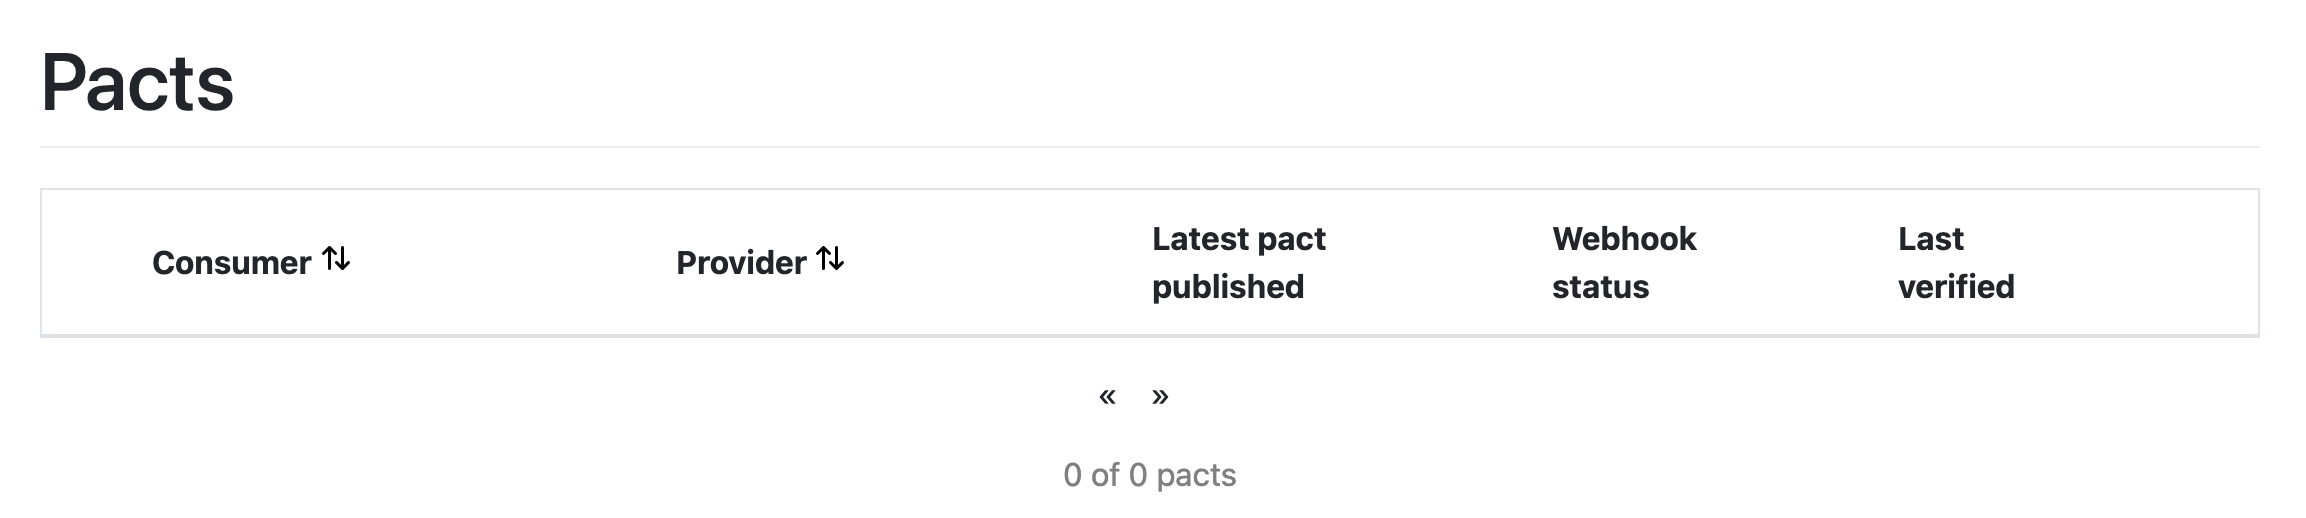 Pacts
Consumer ↑↓ Provider ↑↓ Latest pact published Webhook status Last verified
« »
0 of 0 pacts